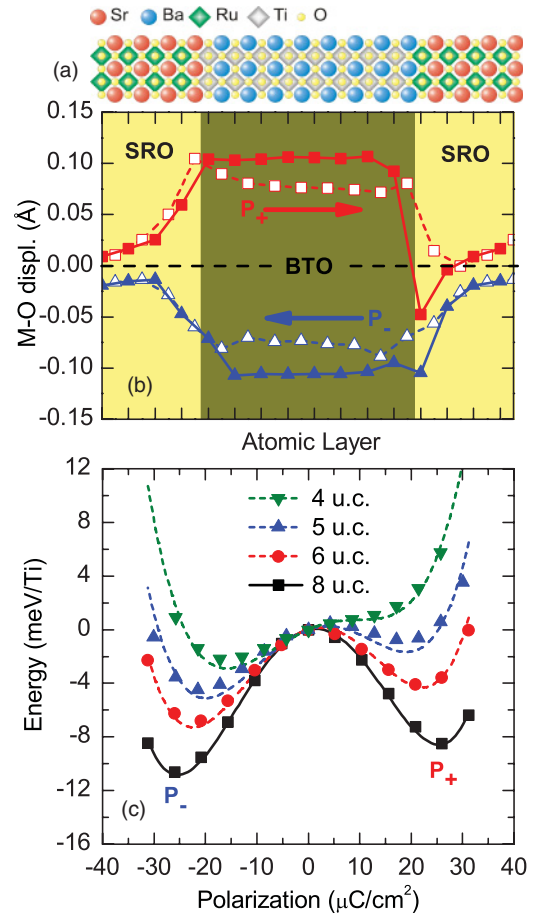 Sr Ba Ru Ti O
(a)
0.15
0.10
0.05
0.00
-0.05
-0.10
-0.15
M-O displ. (Å)
SRO
SRO
P+
BTO
P-
(b)
Atomic Layer
12
8
4
0
-4
-8
-12
-16
Energy (meV/Ti)
4 u.c.
5 u.c.
6 u.c.
8 u.c.
P-
P+
(c)
-40 -30 -20 -10 0 10 20 30 40
Polarization (μC/cm²)